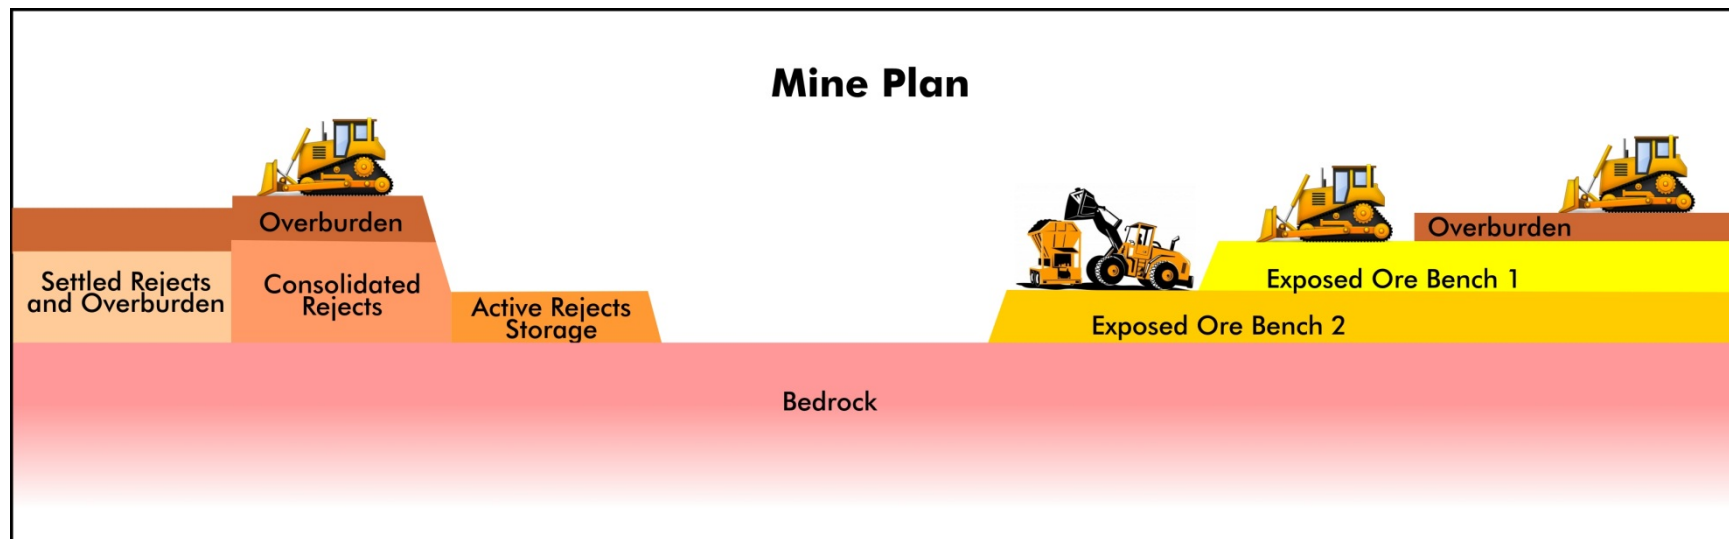 Mine Plan
Overburden
Overburden
Settled Rejects
and Overburden
Consolidated
Rejects
Active Rejects
Storage
Exposed Ore Bench 1
Exposed Ore Bench 2
Bedrock